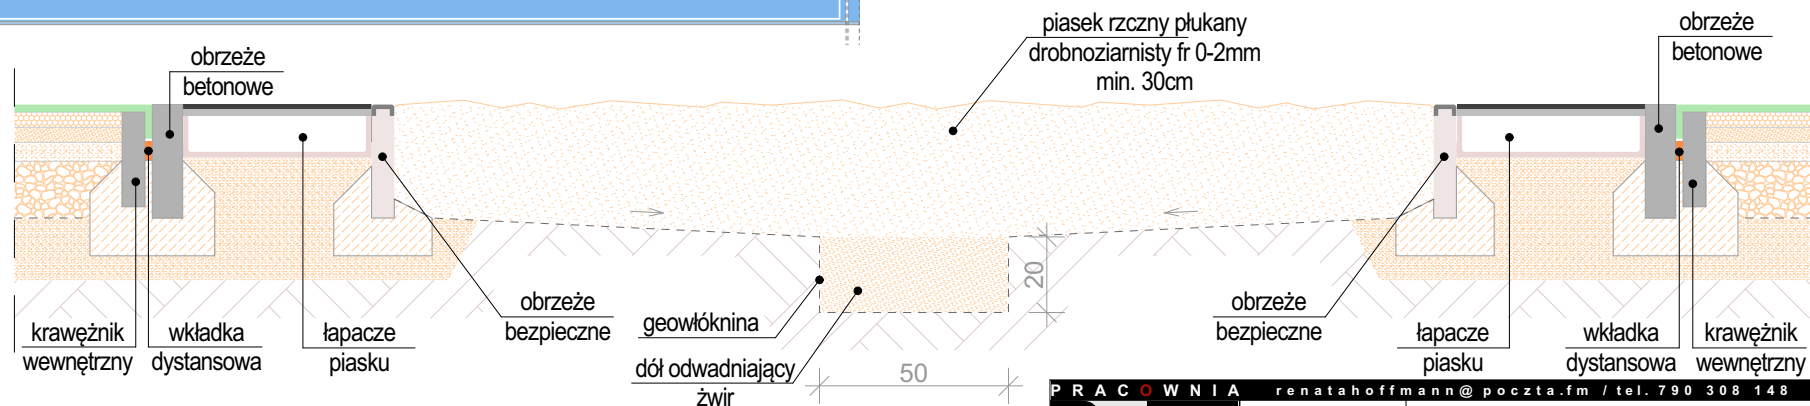 piasek rzczny płukany
drobnoziarnisty fr 0-2mm
min. 30cm
obrzeże
betonowe
obrzeże
betonowe
krawężnik
wewnętrzny
wkładka
dystansowa
łapacze
piasku
obrzeże
bezpieczne
geowłóknina
dół odwadniający
żwir
50
20
obrzeże
bezpieczne
łapacze
piasku
wkładka
dystansowa
krawężnik
wewnętrzny
PRACOWNIA renatahoffmann@poczta.fm / tel. 790 308 148